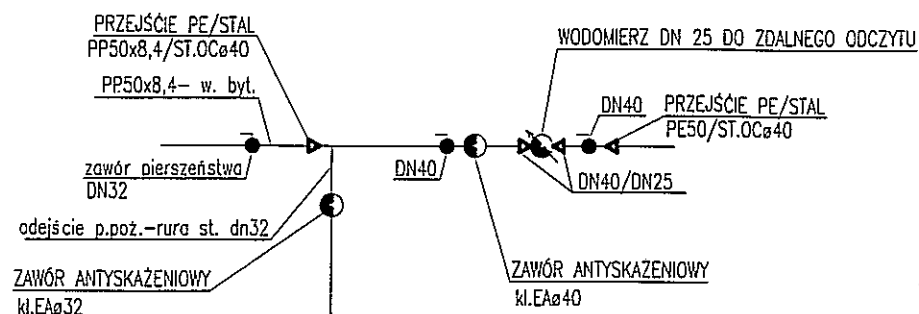 PRZEJŚCIE PE/STAL
PP50x8,4/ST.OCø40
PP50x8,4– w. byt.
zawór pierszeństwa
DN32
odejście p.poż.–rura st. dn32
ZAWÓR ANTYSKAŻENIOWY
kl.EAø32
DN40
WODOMIERZ DN 25 DO ZDALNEGO ODCZYTU
DN40
PRZEJŚCIE PE/STAL
PE50/ST.OCø40
DN40/DN25
ZAWÓR ANTYSKAŻENIOWY
kl.EAø40